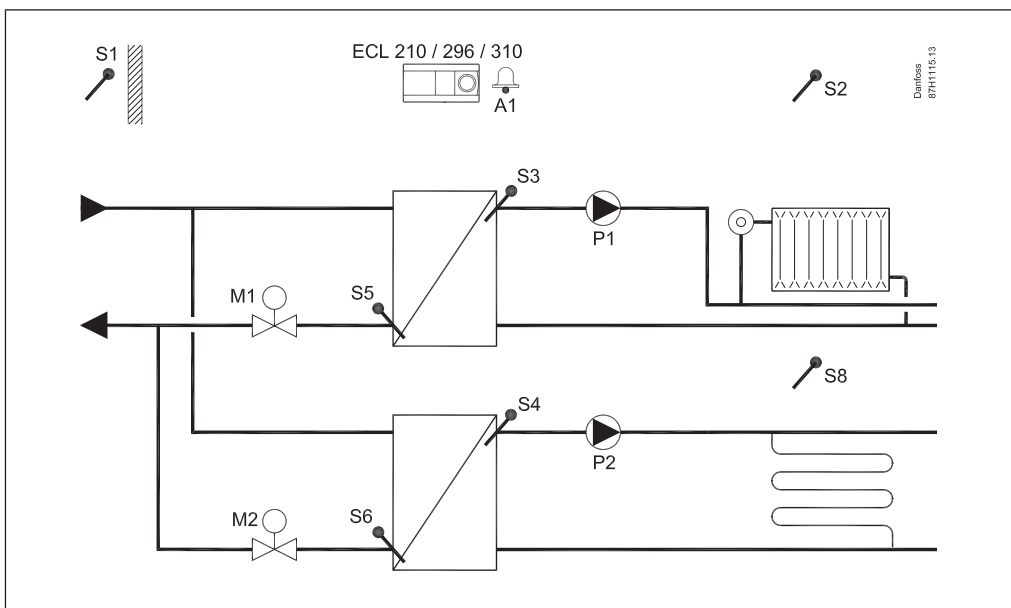 S1
ECL 210 / 296 / 310
A1
S2
Danfoss
87H1115.13
S3
P1
M1
S5
S8
S4
P2
M2
S6